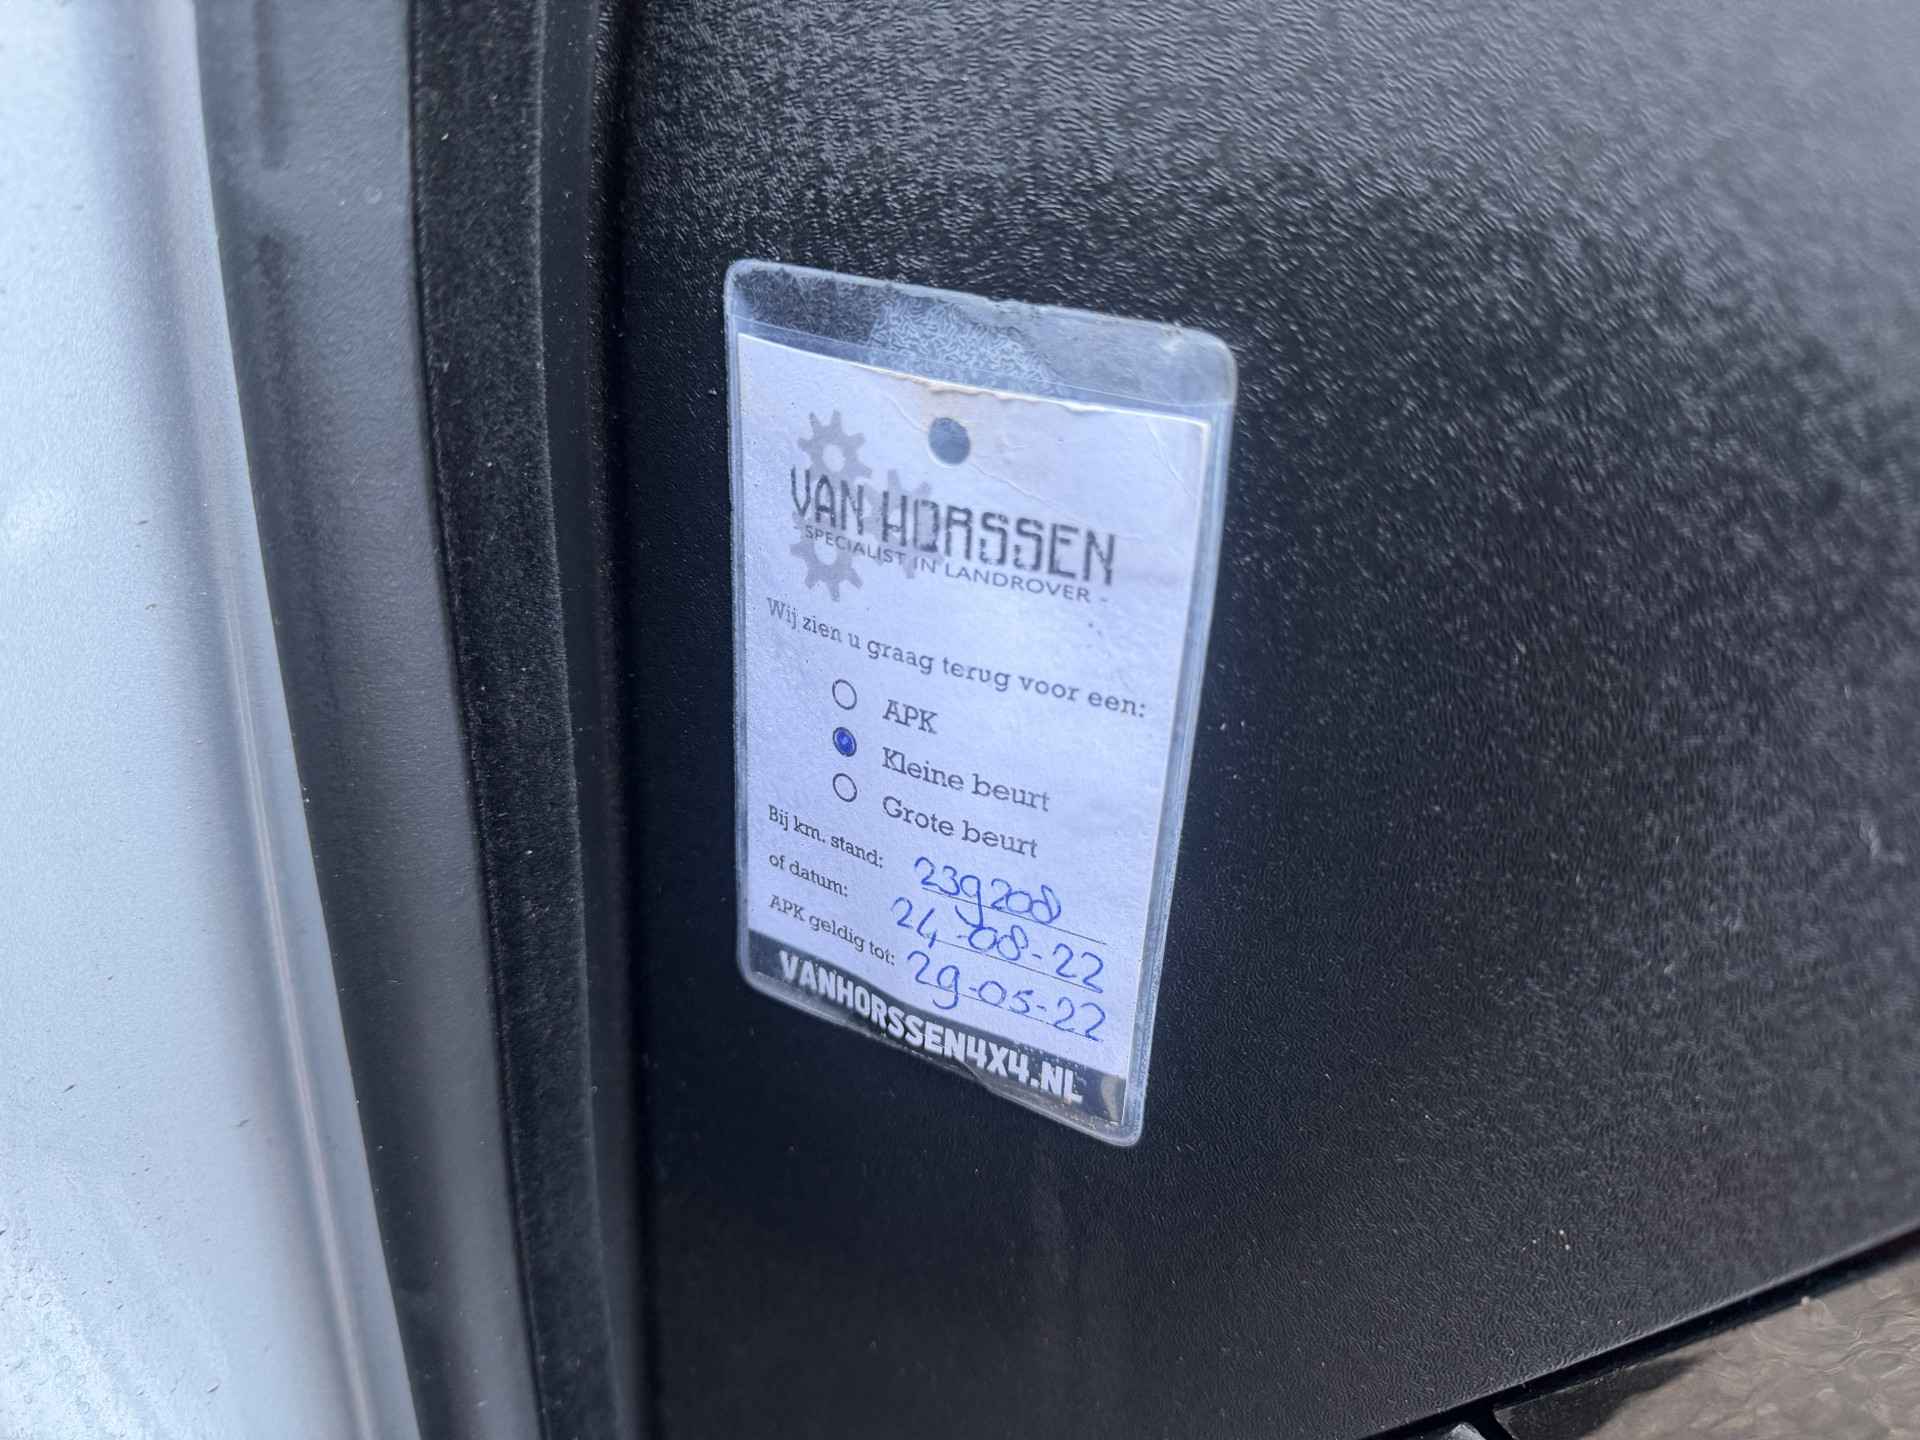 VAN HORSSEN
- SPECIALIST IN LANDROVER -
Wij zien u graag terug voor een:
APK
Kleine beurt
Grote beurt
Bij km. stand: 239208
of datum: 24-08-22
APK geldig tot: 29-05-22
VANHORSSEN4X4.NL